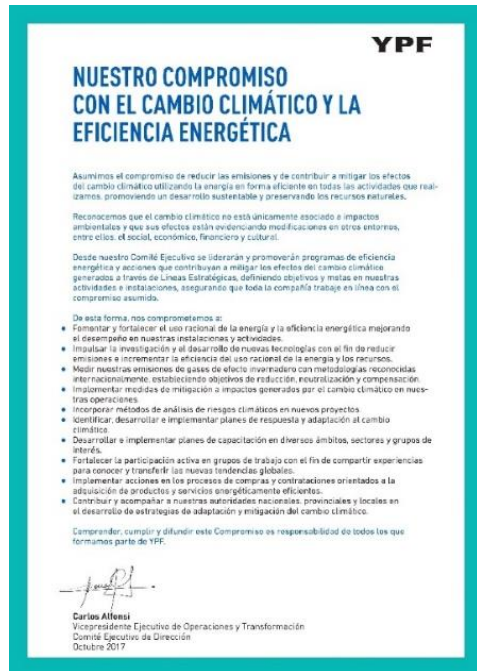 YPF
NUESTRO COMPROMISO
CON EL CAMBIO CLIMÁTICO Y LA
EFICIENCIA ENERGÉTICA
Asumimos el compromiso de reducir las emisiones y de contribuir a mitigar los efectos
del cambio climático utilizando la energía en forma eficiente en todas las actividades que real-
izamos, promoviendo un desarrollo sustentable y preservando los recursos naturales.
Reconocemos que el cambio climático no está únicamente asociado a impactos
ambientales y que sus efectos están evidenciando modificaciones en otros entornos,
entre ellos, el social, económico, financiero y cultural.
Desde nuestro Comité Ejecutivo se liderarán y promoverán programas de eficiencia
energética y acciones que contribuyan a mitigar los efectos del cambio climático
generados a través de Líneas Estratégicas, definiendo objetivos y metas en nuestras
actividades e instalaciones, asegurando que toda la compañía trabaje en línea con el
compromiso asumido.
De esta forma, nos comprometemos a:
● Fomentar y fortalecer el uso racional de la energía y la eficiencia energética mejorando
el desempeño en nuestras instalaciones y actividades.
● Impulsar la investigación y el desarrollo de nuevas tecnologías con el fin de reducir
emisiones e incrementar la eficiencia del uso racional de la energía y los recursos.
● Medir nuestras emisiones de gases de efecto invernadero con metodologías reconocidas
internacionalmente, estableciendo objetivos de reducción, neutralización y compensación.
● Implementar medidas de mitigación a impactos generados por el cambio climático en nues-
tras operaciones.
● Incorporar métodos de análisis de riesgos climáticos en nuevos proyectos.
● Identificar, desarrollar e implementar planes de respuesta y adaptación al cambio
climático.
● Desarrollar e implementar planes de capacitación en diversos ámbitos, sectores y grupos de
interés.
● Fortalecer la participación activa en grupos de trabajo con el fin de compartir experiencias
para conocer y transferir las nuevas tendencias globales.
● Implementar acciones en los procesos de compras y contrataciones orientados a la
adquisición de productos y servicios energéticamente eficientes.
● Contribuir y acompañar a nuestras autoridades nacionales, provinciales y locales en
el desarrollo de estrategias de adaptación y mitigación del cambio climático.
Comprender, cumplir y difundir este Compromiso es responsabilidad de todos los que
formamos parte de YPF.
Carlos Alfonsi
Vicepresidente Ejecutivo de Operaciones y Transformación
Comité Ejecutivo de Dirección
Octubre 2017